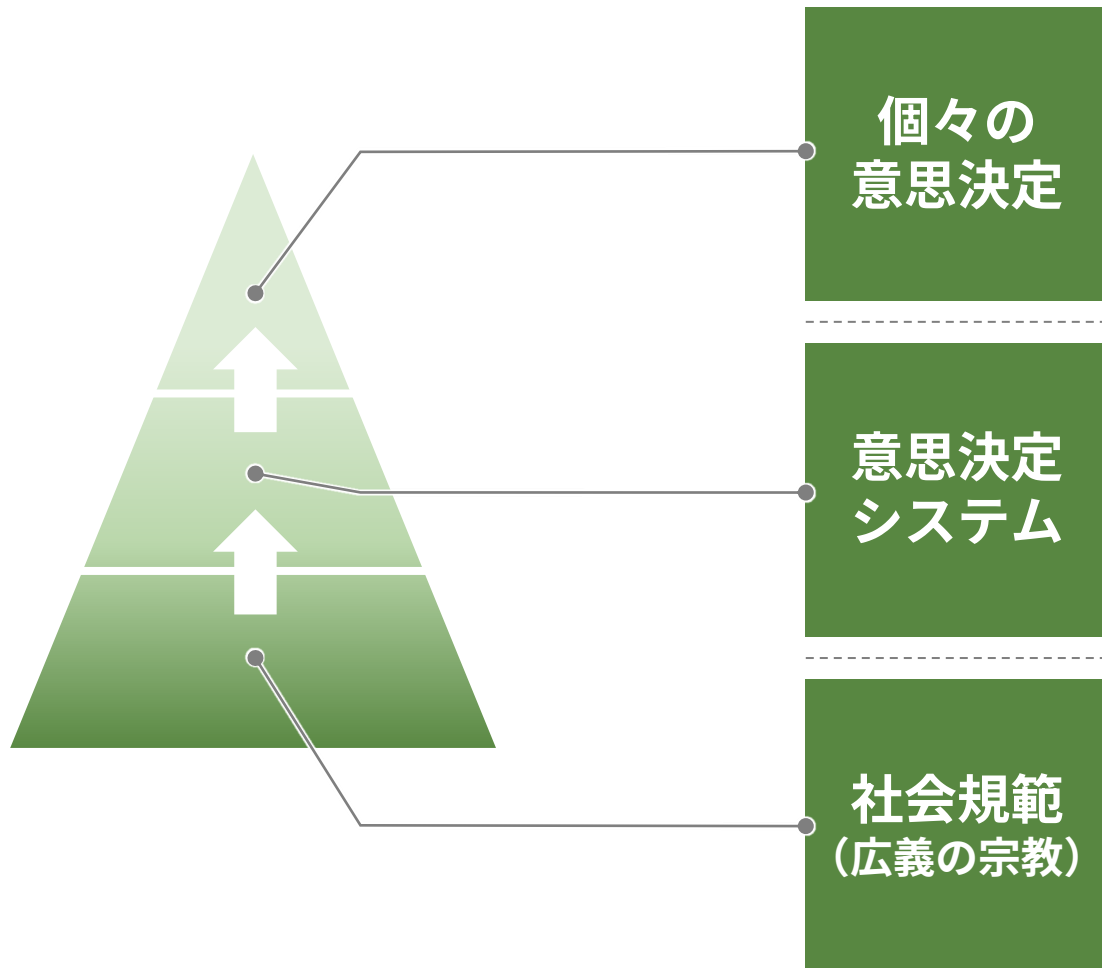 個々の
意思決定
意思決定
システム
社会規範
（広義の宗教）